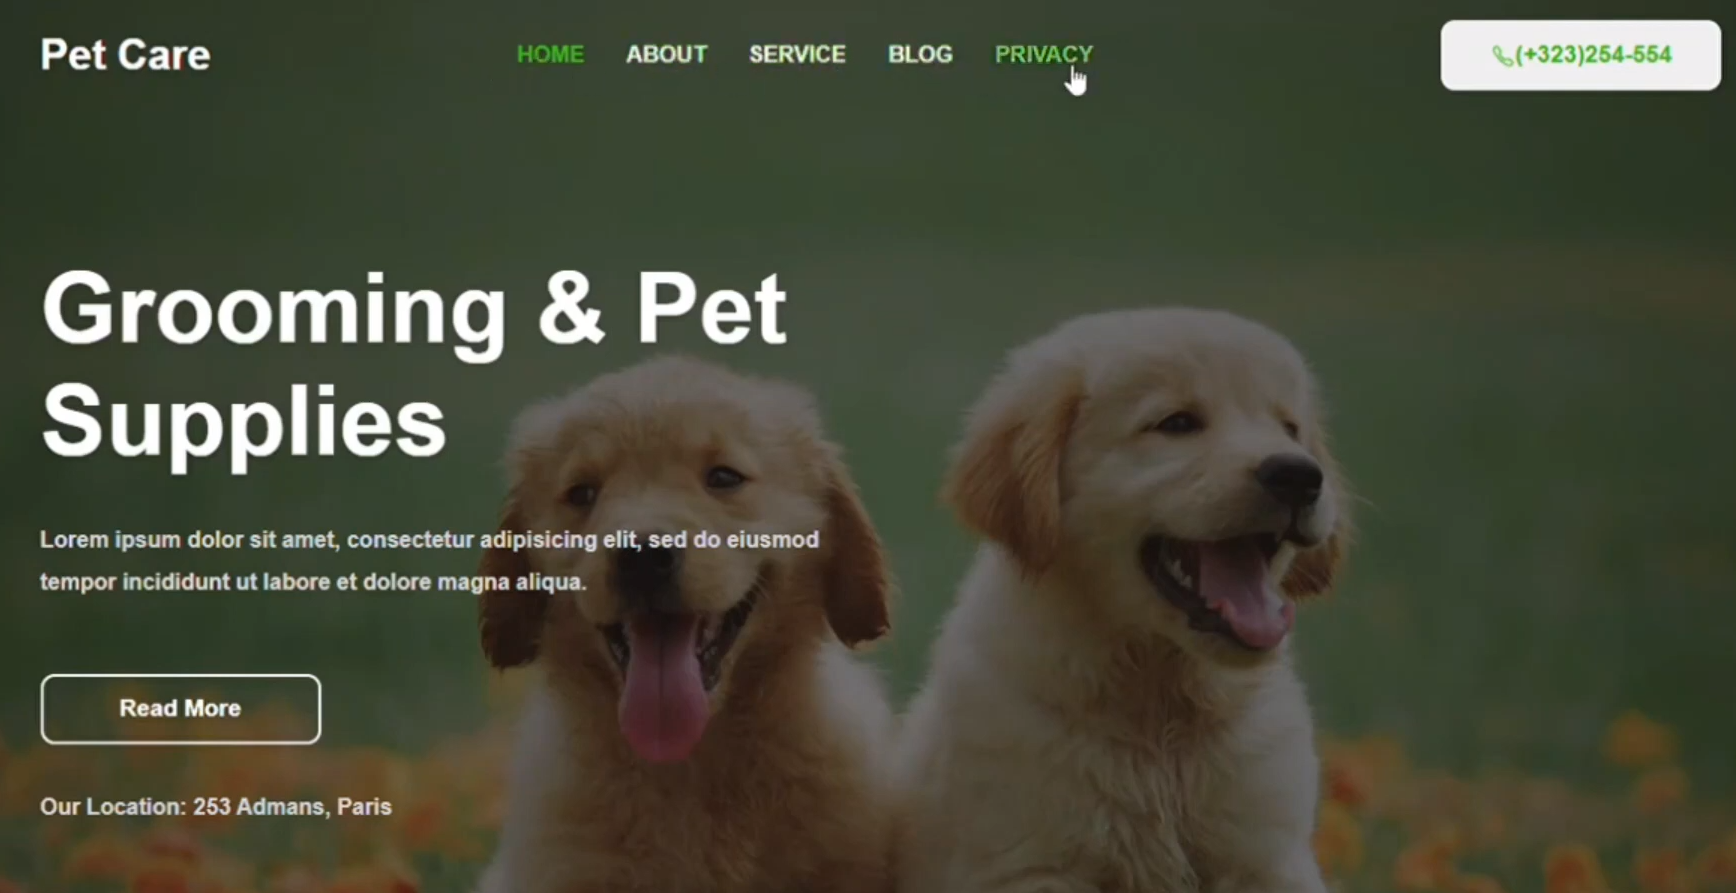 Pet Care
HOME ABOUT SERVICE BLOG PRIVACY
(+323)254-554
Grooming & Pet
Supplies
Lorem ipsum dolor sit amet, consectetur adipisicing elit, sed do eiusmod
tempor incididunt ut labore et dolore magna aliqua.
Read More
Our Location: 253 Admans, Paris